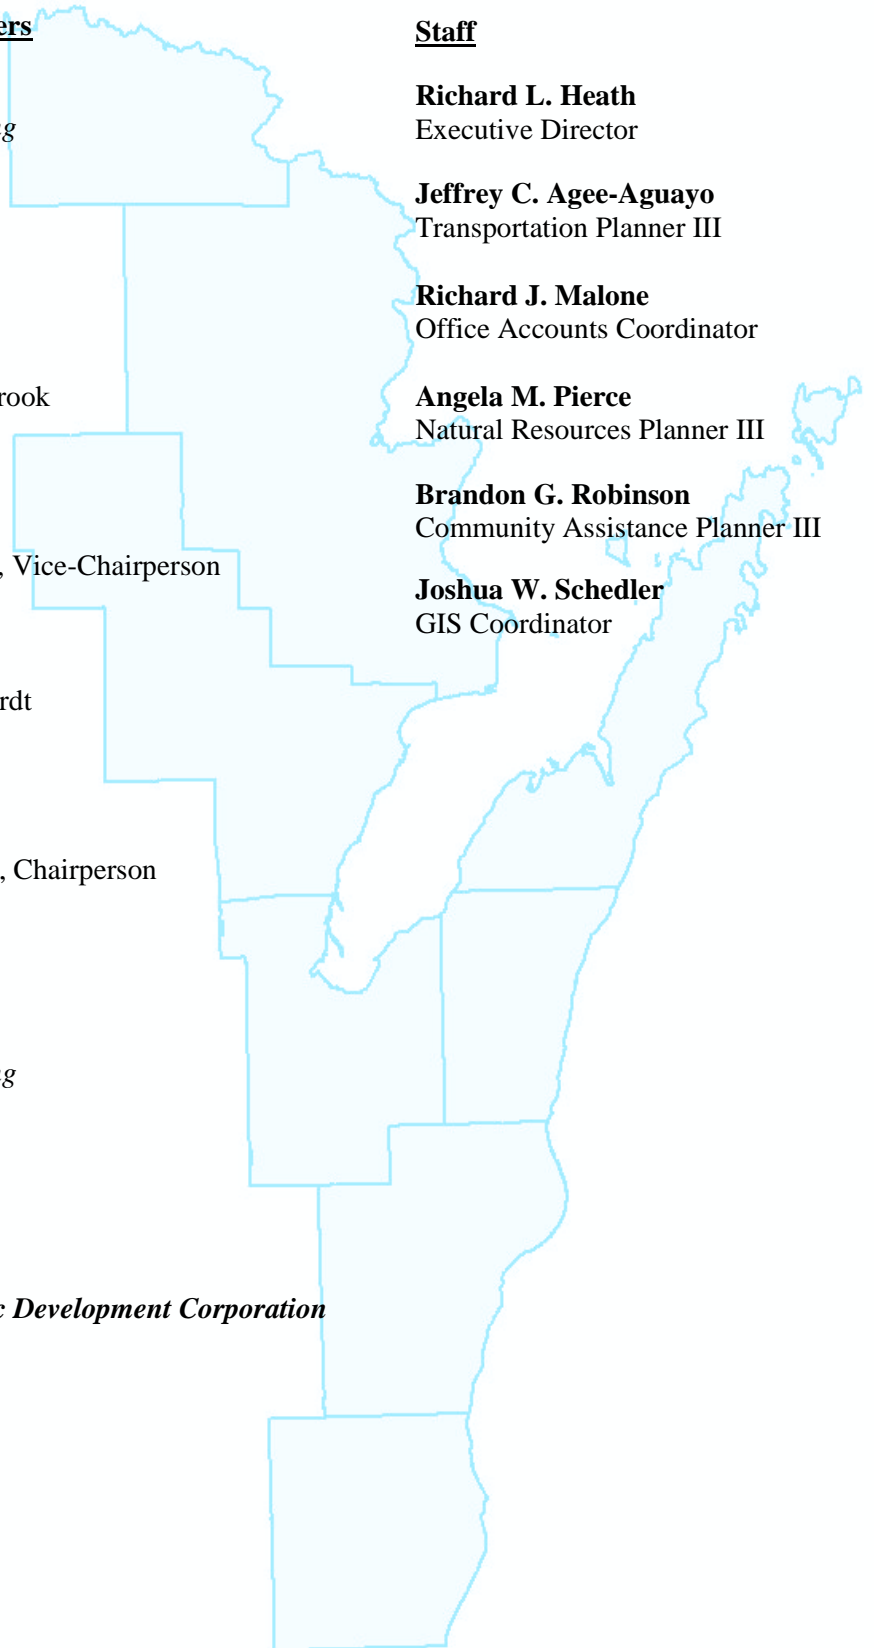 ers
g
rook
, Vice-Chairperson
rdt
, Chairperson
g
c Development Corporation
Staff
Richard L. Heath
Executive Director
Jeffrey C. Agee-Aguayo
Transportation Planner III
Richard J. Malone
Office Accounts Coordinator
Angela M. Pierce
Natural Resources Planner III
Brandon G. Robinson
Community Assistance Planner III
Joshua W. Schedler
GIS Coordinator